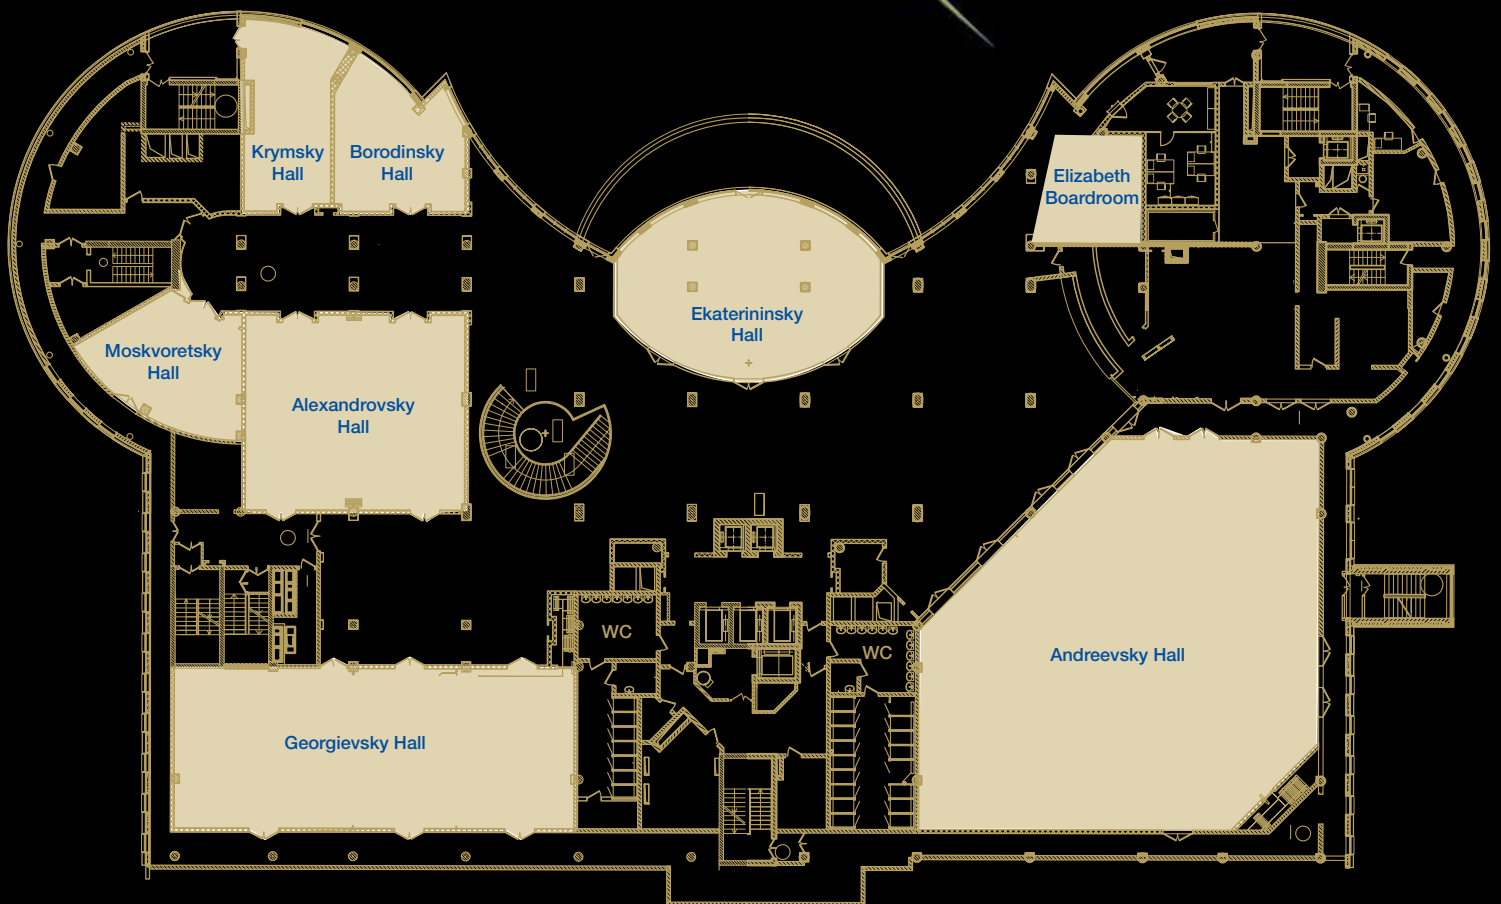 Krymsky
Hall
Borodinsky
Hall
Elizabeth
Boardroom
Ekaterininsky
Hall
Moskvoretsky
Hall
Alexandrovsky
Hall
WC
WC
Andreevsky Hall
Georgievsky Hall